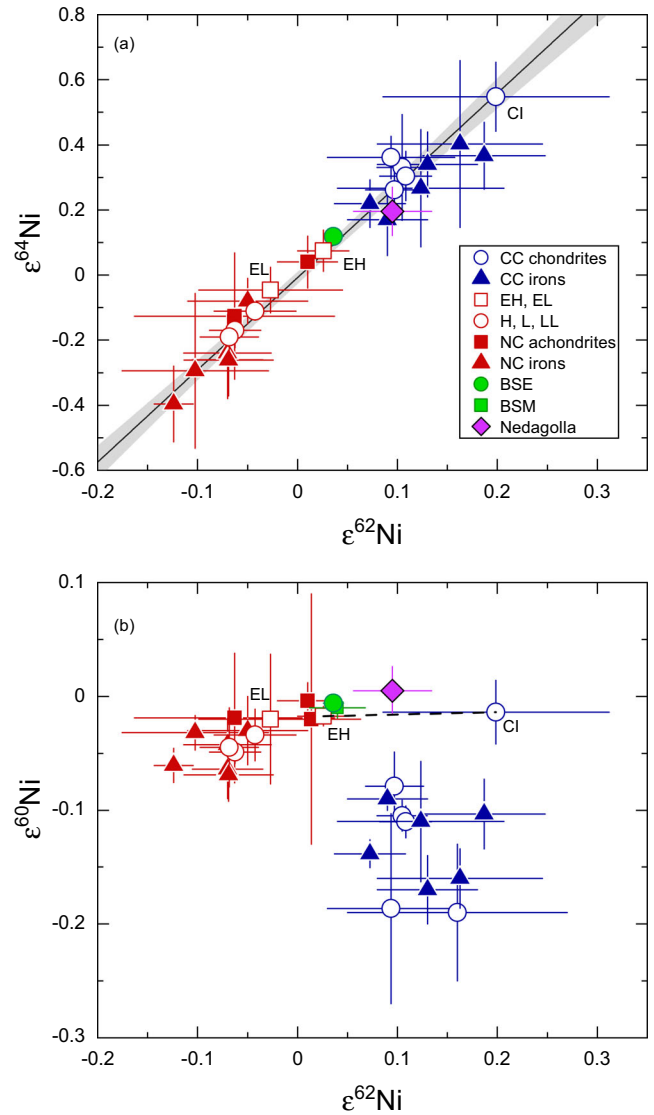 (a)
ε64Ni
0.8
0.6
0.4
0.2
0
-0.2
-0.4
-0.6
CI
EL
EH
CC chondrites
CC irons
EH, EL
H, L, LL
NC achondrites
NC irons
BSE
BSM
Nedagolla
-0.2 -0.1 0 0.1 0.2 0.3
ε62Ni
(b)
ε60Ni
0.1
0
-0.1
-0.2
-0.3
EL
EH
CI
-0.2 -0.1 0 0.1 0.2 0.3
ε62Ni